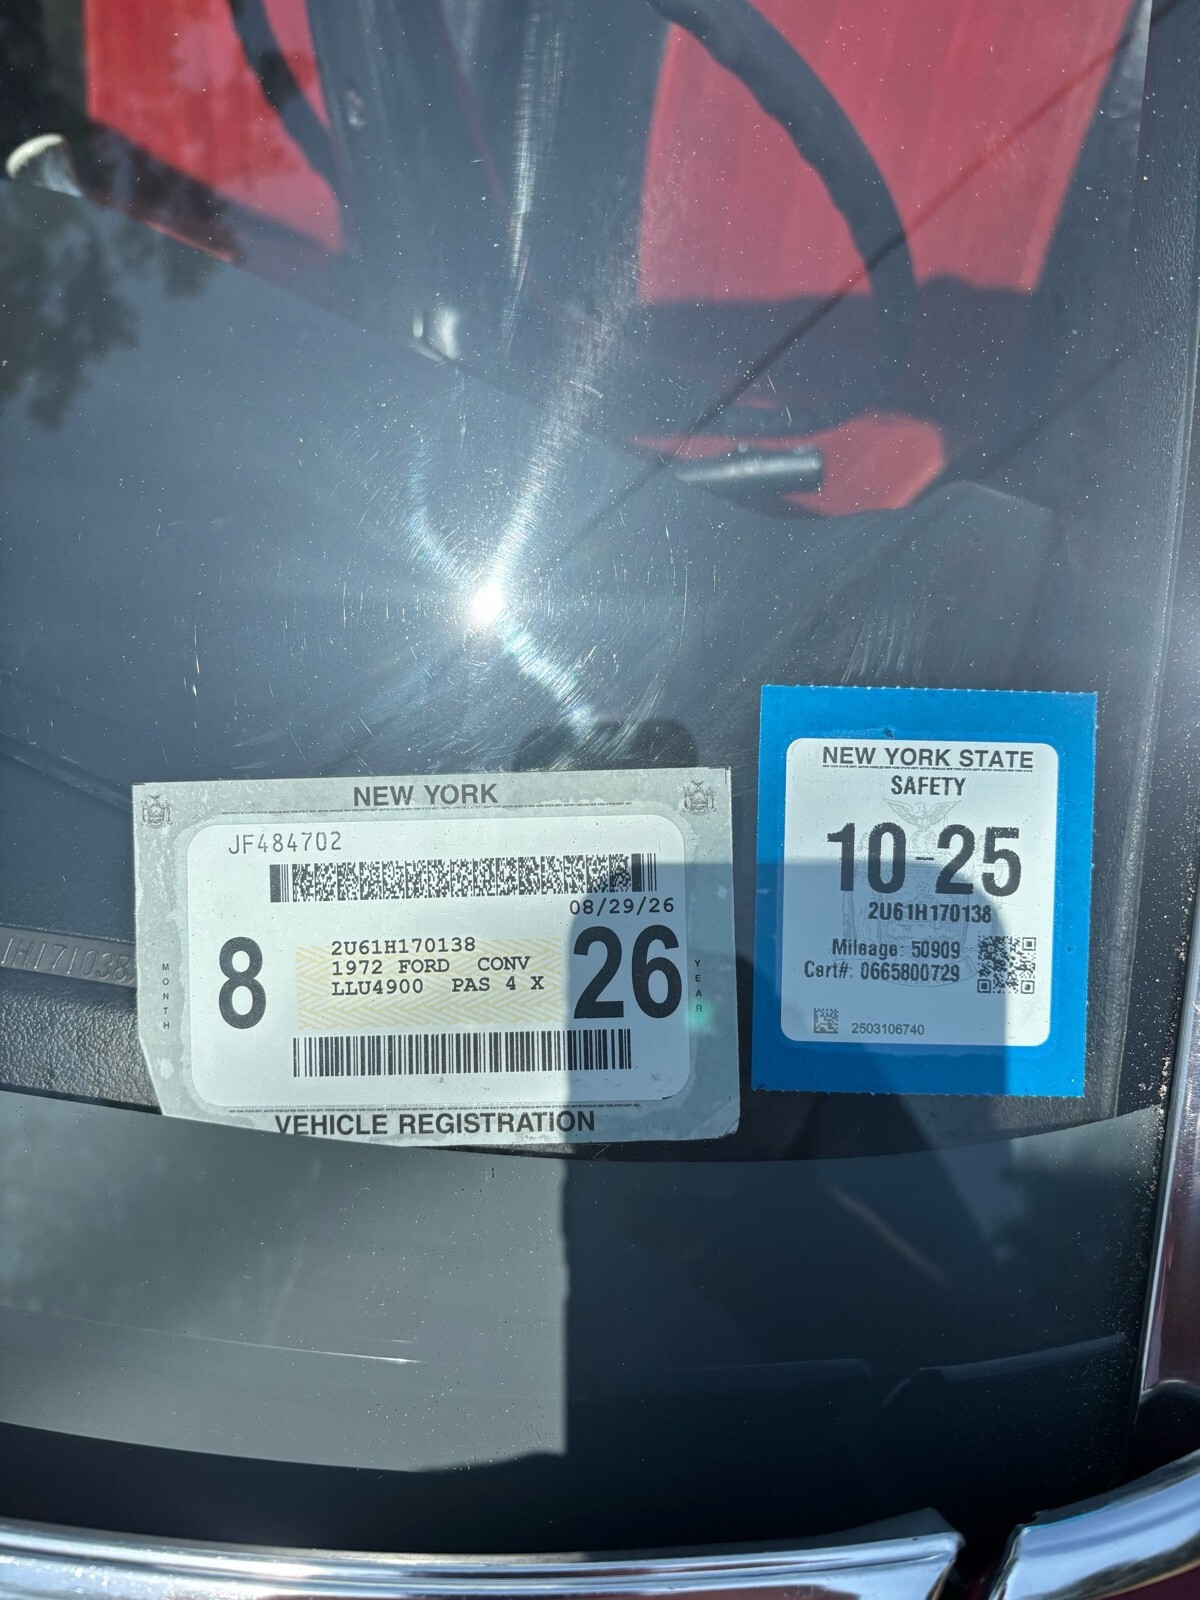 NEW YORK
JF484702
08/29/26
8
26
MONTH
YEAR
2U61H170138
1972 FORD CONV
LLU4900 PAS 4 X
VEHICLE REGISTRATION
NEW YORK STATE
SAFETY
10-25
2U61H170138
Mileage: 50909
Cert#: 0665800729
2503106740